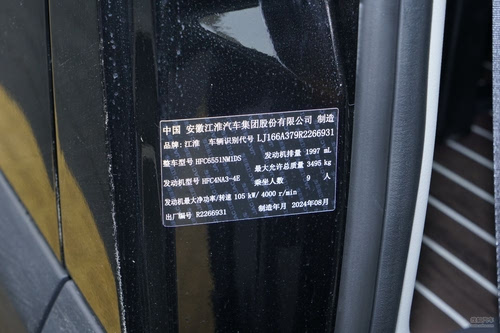 中国 安徽江淮汽车集团股份有限公司 制造
品牌：江淮 车辆识别代号 LJ166A379R2266931
整车型号 HFC6551NM1DS 发动机排量 1997 mL
最大允许总质量 3495 kg
发动机型号 HFC4NA3-4E 乘坐人数 9 人
发动机最大净功率/转速 105 kW/ 4000 r/min
出厂编号 R2266931 制造年月 2024年08月